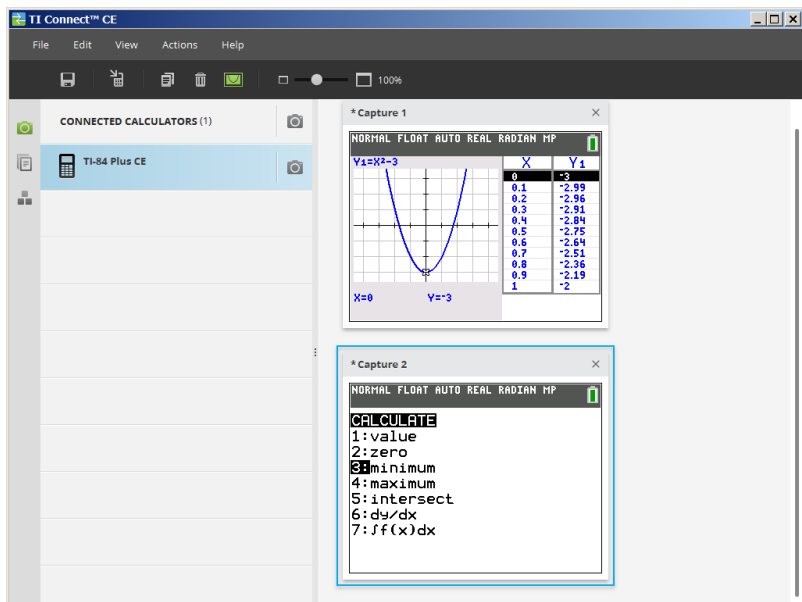 TI Connect™ CE
File Edit View Actions Help
100%
CONNECTED CALCULATORS (1)
TI-84 Plus CE
*Capture 1
NORMAL FLOAT AUTO REAL RADIAN MP
Y₁=X²-3
X Y₁
0 -3
0.1 -2.99
0.2 -2.96
0.3 -2.91
0.4 -2.84
0.5 -2.75
0.6 -2.64
0.7 -2.51
0.8 -2.36
0.9 -2.19
1 -2
X=0 Y=-3
*Capture 2
NORMAL FLOAT AUTO REAL RADIAN MP
CALCULATE
1:value
2:zero
3:minimum
4:maximum
5:intersect
6:dy/dx
7:∫f(x)dx